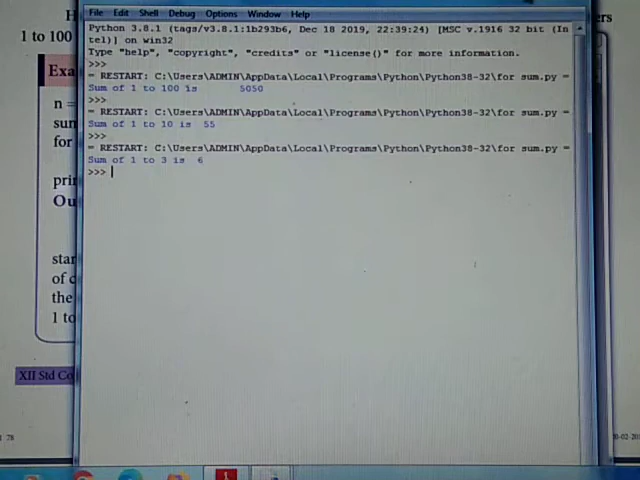 H
ers
1 to 100
Exa
n =
sun
for
prin
Ou
star
of c
the
1 to
XII Std Co
78
File Edit Shell Debug Options Window Help
Python 3.8.1 (tags/v3.8.1:1b293b6, Dec 18 2019, 22:39:24) [MSC v.1916 32 bit (In
tel)] on win32
Type "help", "copyright", "credits" or "license()" for more information.
>>>
= RESTART: C:\Users\ADMIN\AppData\Local\Programs\Python\Python38-32\for sum.py =
Sum of 1 to 100 is 5050
>>>
= RESTART: C:\Users\ADMIN\AppData\Local\Programs\Python\Python38-32\for sum.py =
Sum of 1 to 10 is 55
>>>
= RESTART: C:\Users\ADMIN\AppData\Local\Programs\Python\Python38-32\for sum.py =
Sum of 1 to 3 is 6
>>>